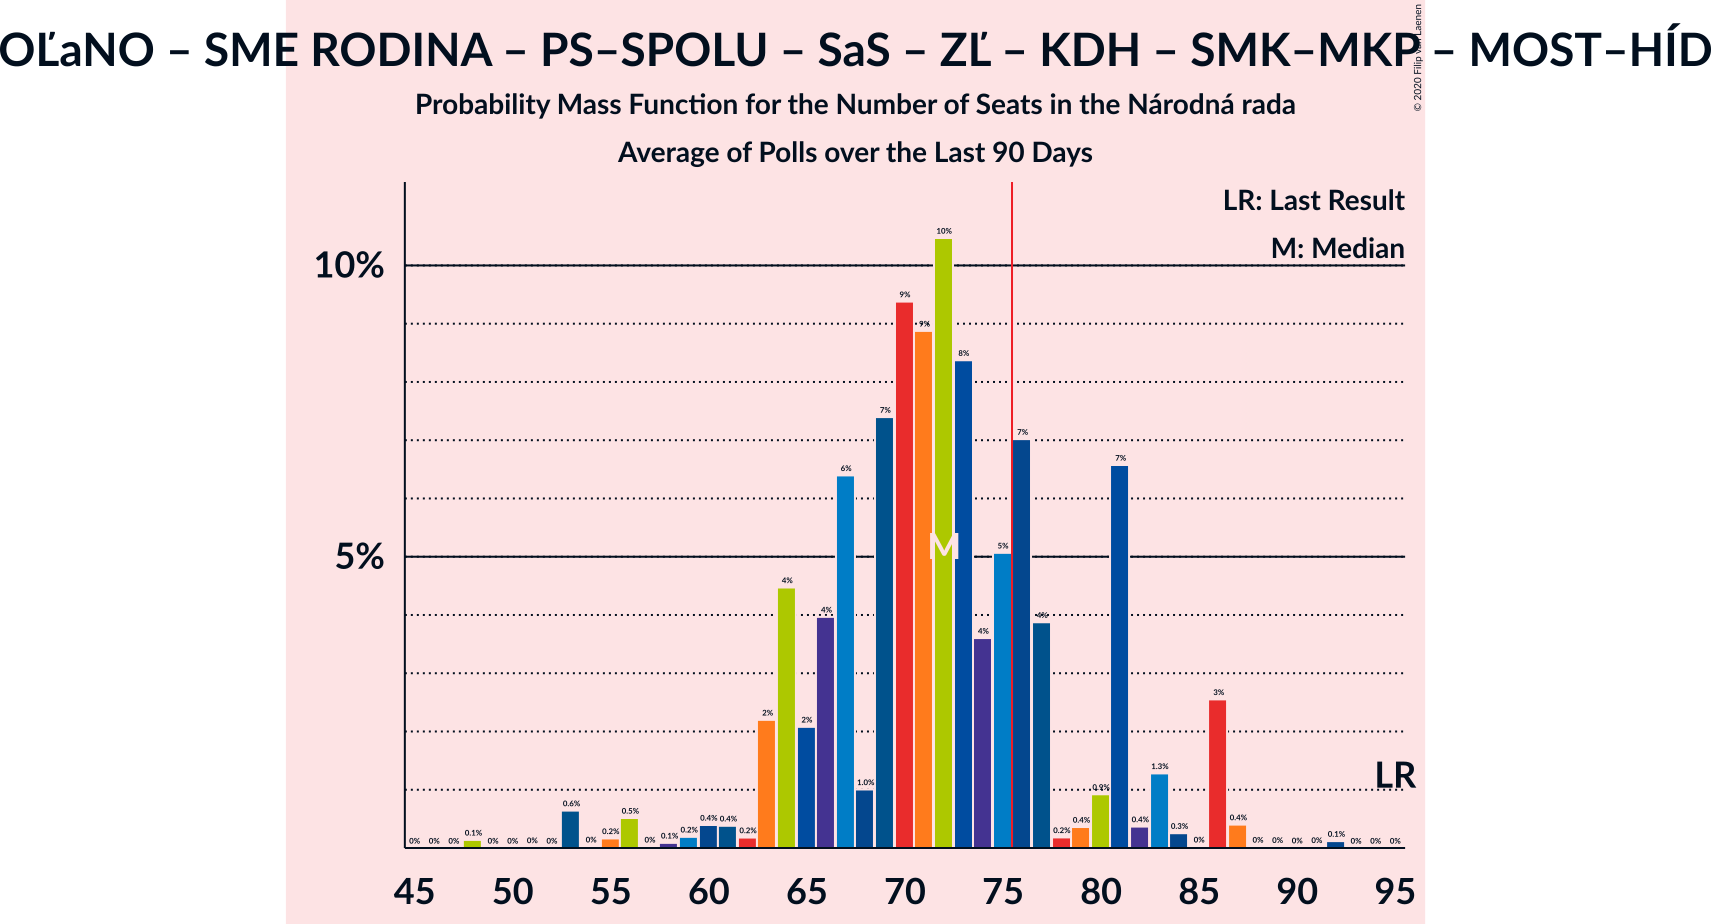 OĽaNO – SME RODINA – PS–SPOLU – SaS – ZĽ – KDH – SMK–MKP – MOST–HÍD
Probability Mass Function for the Number of Seats in the Národná rada
Average of Polls over the Last 90 Days
© 2020 Filip van Laenen
LR: Last Result
M: Median
10%
5%
0% 0% 0% 0.1% 0% 0% 0% 0% 0.6% 0% 0.2% 0.5% 0% 0.1% 0.2% 0.4% 0.4% 0.2% 2% 4% 2% 4% 6% 1.0% 7% 9% 9% 10% 8% 4% 5% 7% 4% 0.2% 0.4% 0.9% 7% 0.4% 1.3% 0.3% 0% 3% 0.4% 0% 0% 0% 0% 0.1% 0% 0% 0%
M
LR
45 50 55 60 65 70 75 80 85 90 95